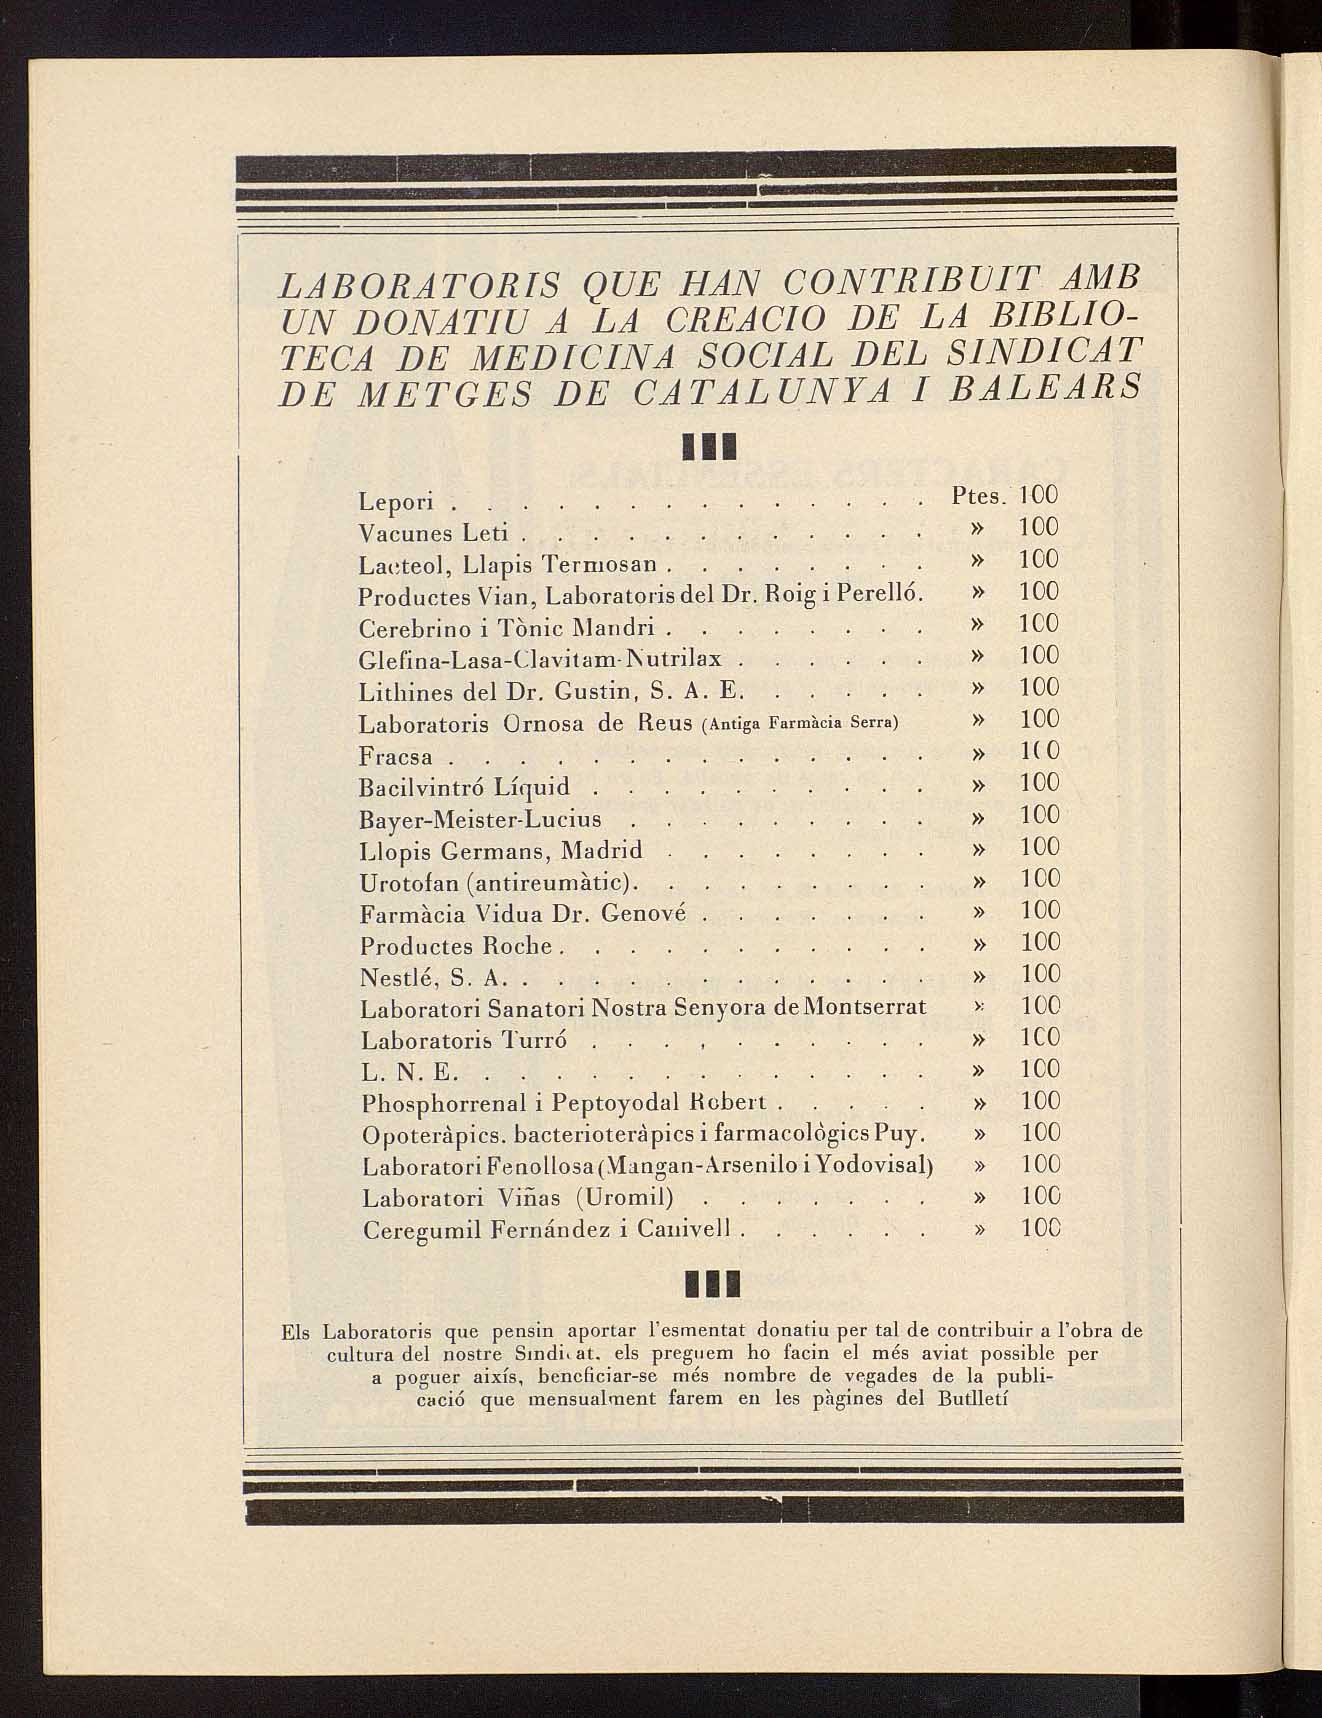 LABORATORIS QUE HAN CONTRIBUIT AMB
UN DONATIU A LA CREACIO DE LA BIBLIO-
TECA DE MEDICINA SOCIAL DEL SINDICAT
DE METGES DE CATALUNYA I BALEARS
Lepori . . . . . . . . . . . . . . Ptes. 100
Vacunes Leti . . . . . . . . . . . . » 100
Lacteol, Llapis Termosan . . . . . . . . » 100
Productes Vian, Laboratoris del Dr. Roig i Perelló. » 100
Cerebrino i Tònic Mandri . . . . . . . . » 100
Glefina-Lasa-Clavitam-Nutrilax . . . . . . » 100
Lithines del Dr. Gustin, S. A. E. . . . . . » 100
Laboratoris Ornosa de Reus (Antiga Farmàcia Serra) » 100
Fracsa . . . . . . . . . . . . . . » 100
Bacilvintró Líquid . . . . . . . . . . » 100
Bayer-Meister-Lucius . . . . . . . . . » 100
Llopis Germans, Madrid . . . . . . . . » 100
Urotofan (antireumàtic). . . . . . . . . » 100
Farmàcia Vidua Dr. Genové . . . . . . . » 100
Productes Roche . . . . . . . . . . . » 100
Nestlé, S. A. . . . . . . . . . . . . » 100
Laboratori Sanatori Nostra Senyora de Montserrat » 100
Laboratoris Turró . . . . . . . . . . » 100
L. N. E. . . . . . . . . . . . . . » 100
Phosphorrenal i Peptoyodal Robert . . . . . » 100
Opoteràpics. bacterioteràpics i farmacològics Puy. » 100
Laboratori Fenollosa (Mangan-Arsenilo i Yodovisal) » 100
Laboratori Viñas (Uromil) . . . . . . . » 100
Ceregumil Fernández i Canivell . . . . . . » 100
Els Laboratoris que pensin aportar l'esmentat donatiu per tal de contribuir a l'obra de
cultura del nostre Sindicat. els preguem ho facin el més aviat possible per
a poguer aixís, beneficiar-se més nombre de vegades de la publi-
cació que mensualment farem en les pàgines del Butlletí